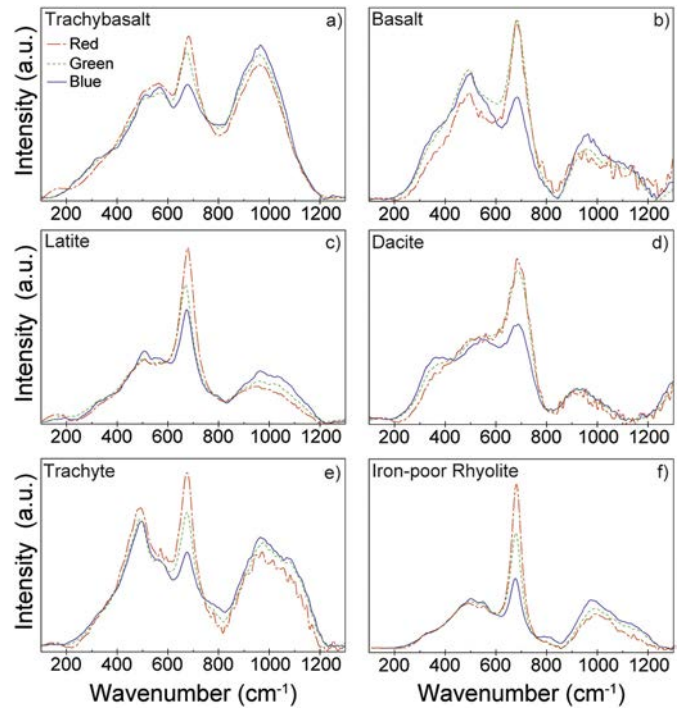 Trachybasalt a)
Red
Green
Blue
Intensity (a.u.)
200 400 600 800 1000 1200
Basalt b)
200 400 600 800 1000 1200
Latite c)
Intensity (a.u.)
200 400 600 800 1000 1200
Dacite d)
200 400 600 800 1000 1200
Trachyte e)
Intensity (a.u.)
200 400 600 800 1000 1200
Wavenumber (cm⁻¹)
Iron-poor Rhyolite f)
200 400 600 800 1000 1200
Wavenumber (cm⁻¹)